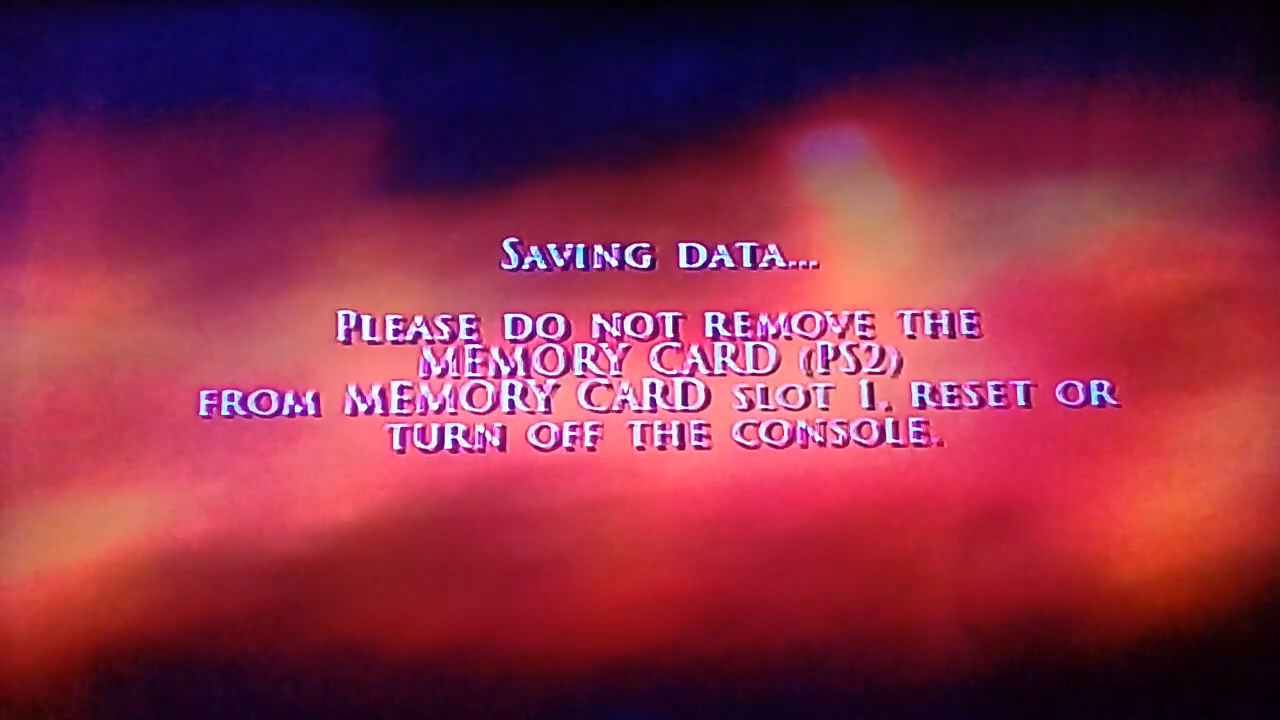 Saving data...
Please do not remove the
MEMORY CARD (PS2)
from MEMORY CARD slot 1, reset or
turn off the console.